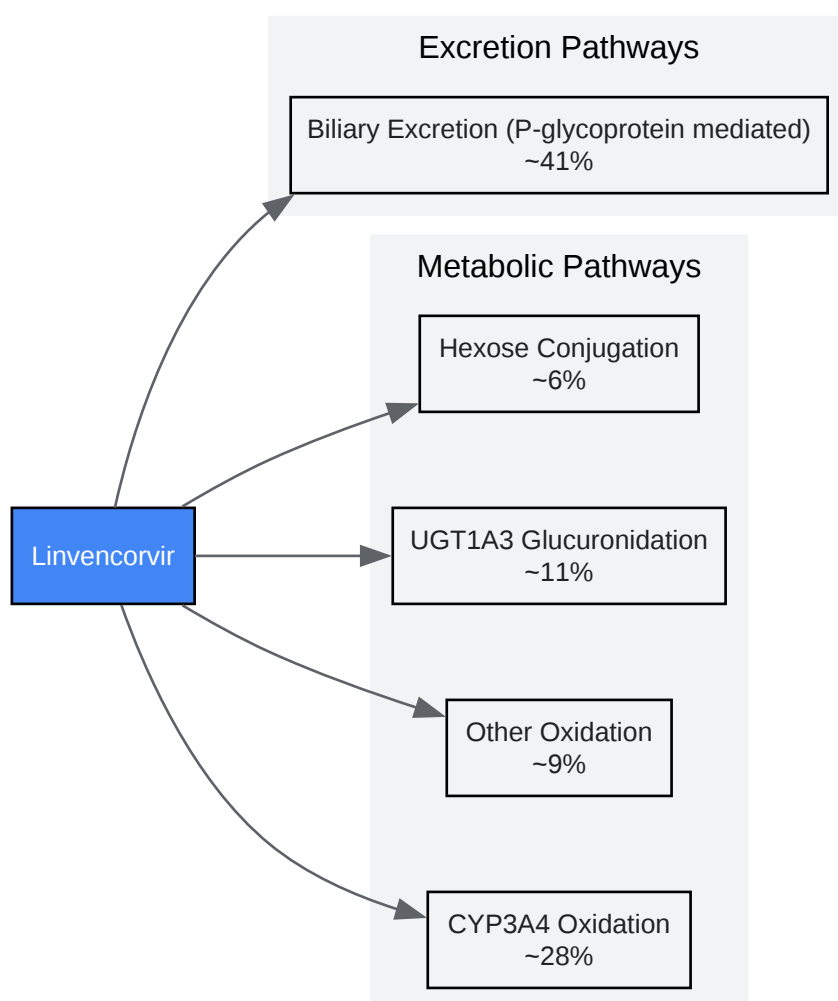 Excretion Pathways
Biliary Excretion (P-glycoprotein mediated)
~41%
Metabolic Pathways
Hexose Conjugation
~6%
Linvencorvir
UGT1A3 Glucuronidation
~11%
Other Oxidation
~9%
CYP3A4 Oxidation
~28%